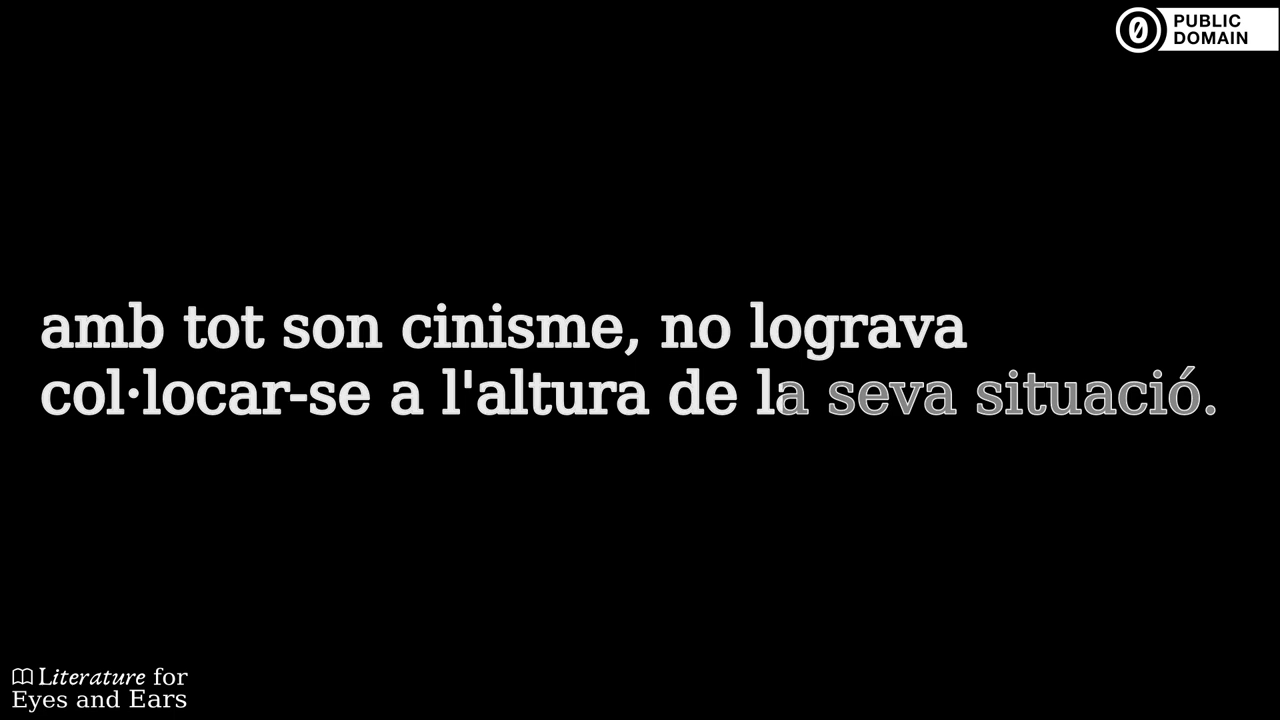 PUBLIC
DOMAIN
amb tot son cinisme, no lograva
col·locar-se a l'altura de la seva situació.
Literature for
Eyes and Ears